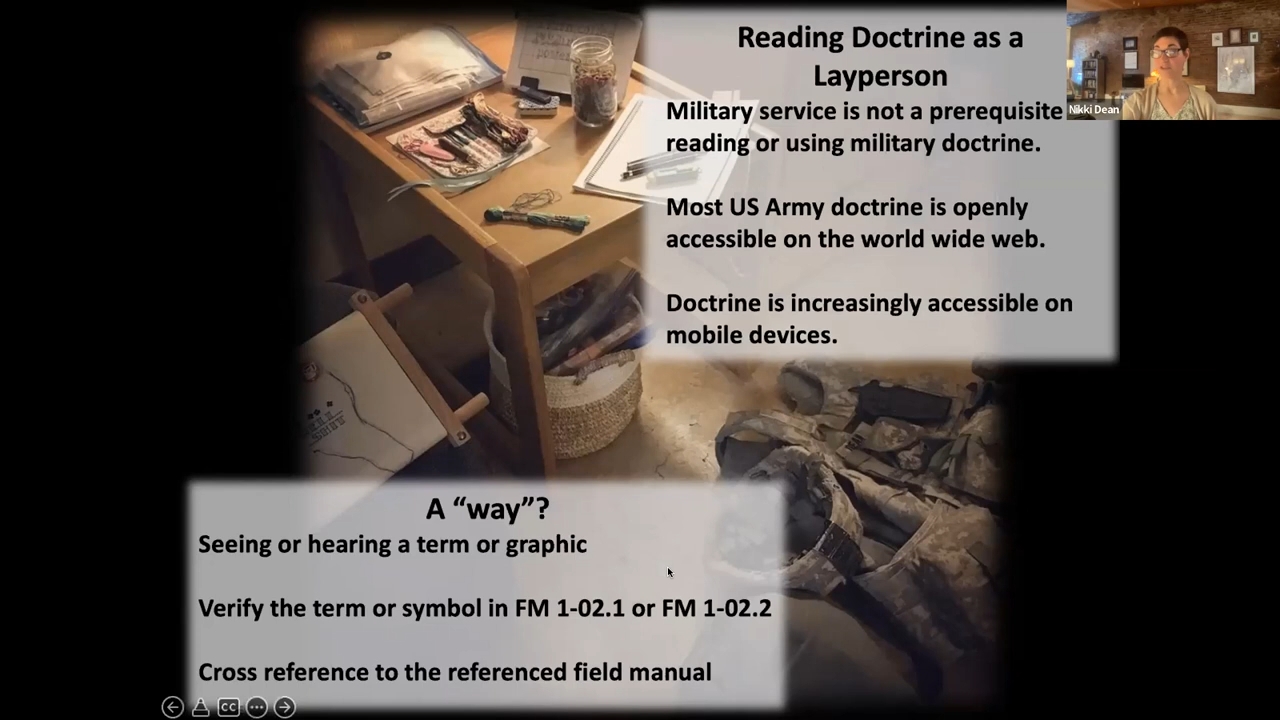 Reading Doctrine as a
Layperson
Military service is not a prerequisite
reading or using military doctrine.
Most US Army doctrine is openly
accessible on the world wide web.
Doctrine is increasingly accessible on
mobile devices.
Nikki Dean
A “way”?
Seeing or hearing a term or graphic
Verify the term or symbol in FM 1-02.1 or FM 1-02.2
Cross reference to the referenced field manual
CC